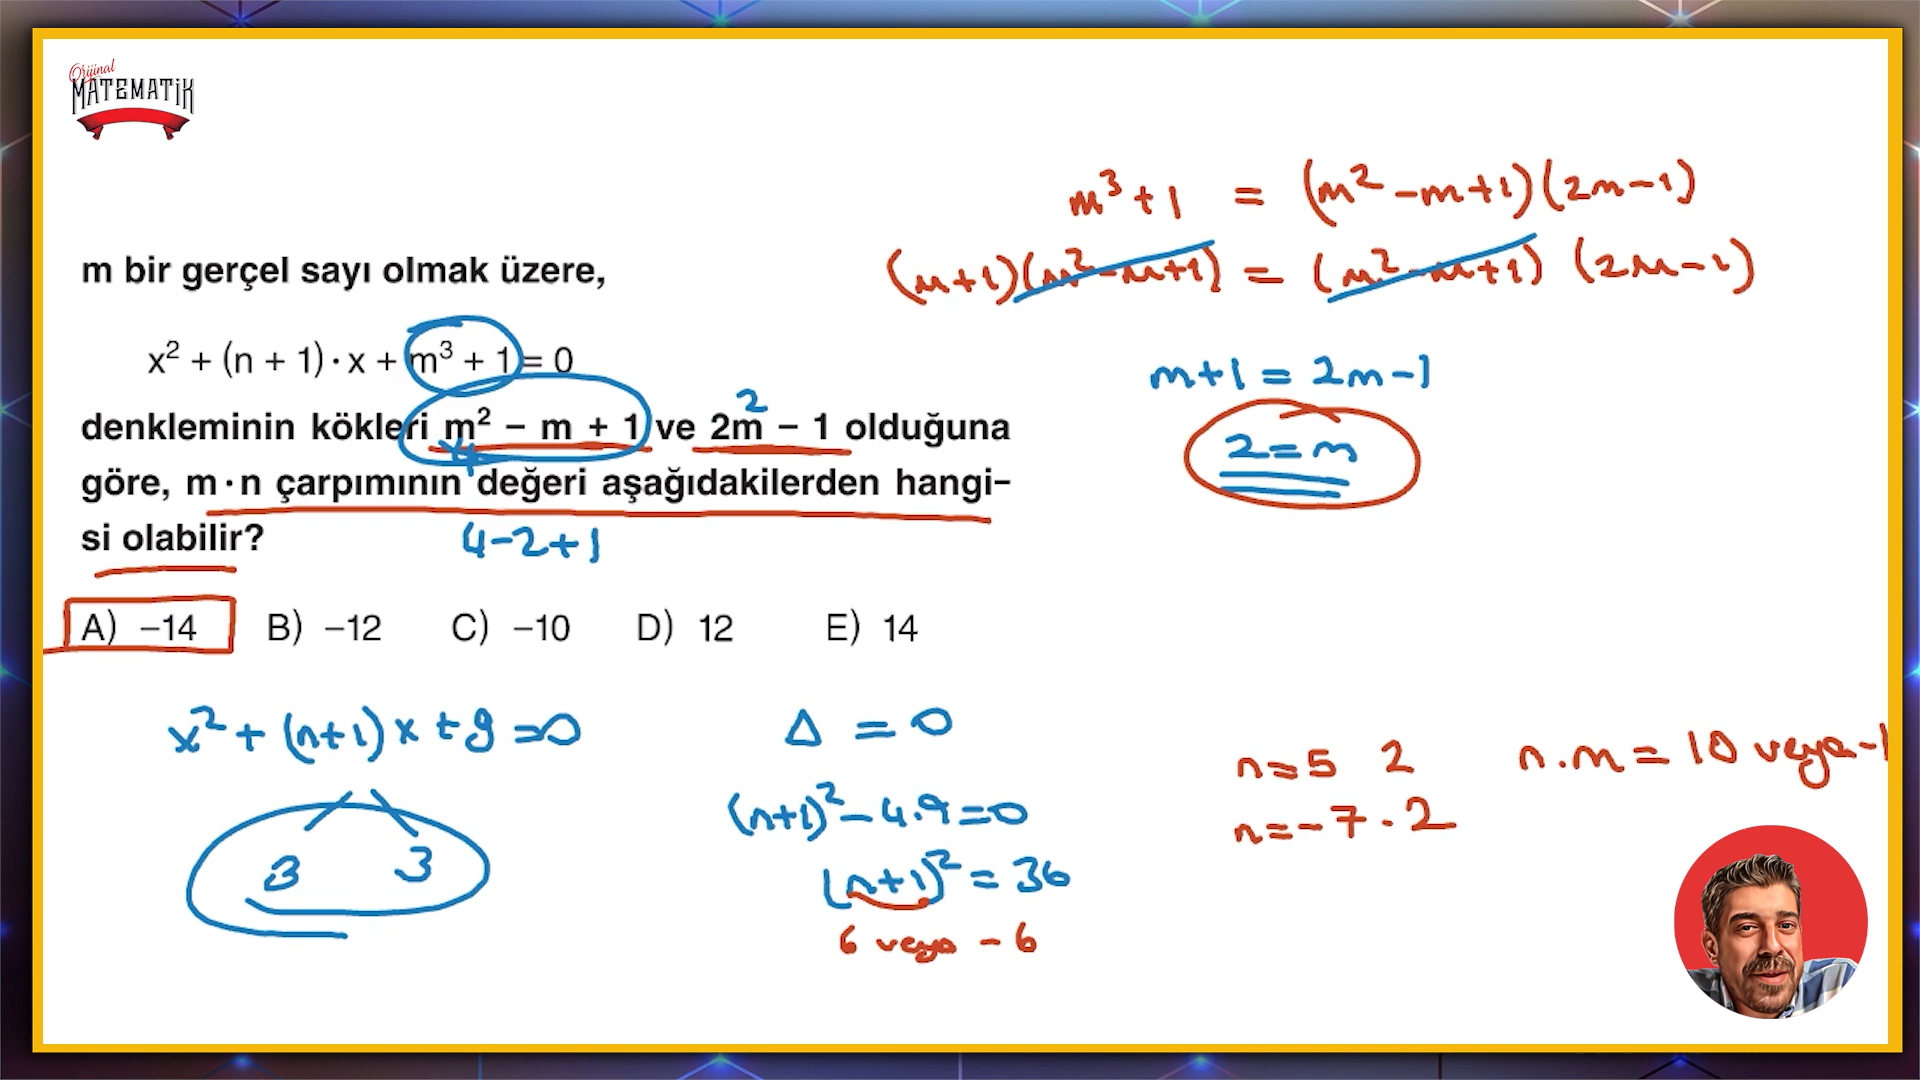 Orijinal
MATEMATİK
m bir gerçel sayı olmak üzere,
x² + (n + 1) · x + m³ + 1 = 0
denkleminin kökleri m² − m + 1 ve 2m − 1 olduğuna
göre, m · n çarpımının değeri aşağıdakilerden hangi-
si olabilir?
2
4-2+1
A) −14 B) −12 C) −10 D) 12 E) 14
m³+1 = (m²-m+1)(2m-1)
(m+1)(m²-m+1) = (m²-m+1) (2m-1)
m+1 = 2m-1
2=m
x²+(n+1)x+9=0
3 3
Δ = 0
(n+1)²-4.9=0
(n+1)²=36
6 veya -6
n=5 2
n=-7.2
n.m=10 veya -1